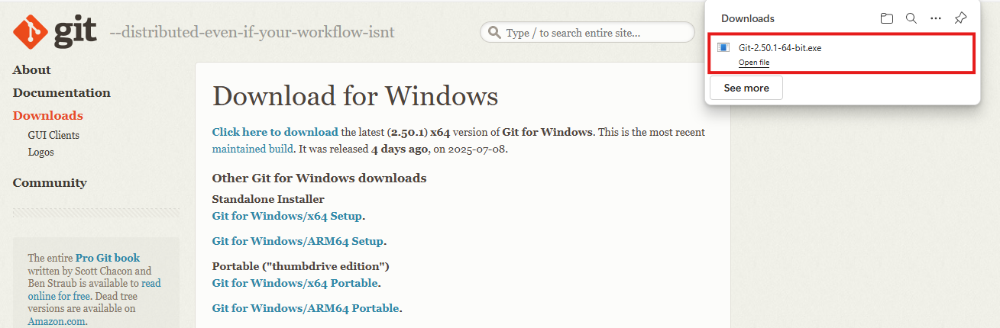 git --distributed-even-if-your-workflow-isnt
Type / to search entire site...
Downloads
Git-2.50.1-64-bit.exe
Open file
See more
About
Documentation
Downloads
GUI Clients
Logos
Community
The entire Pro Git book
written by Scott Chacon and
Ben Straub is available to read
online for free. Dead tree
versions are available on
Amazon.com.
Download for Windows
Click here to download the latest (2.50.1) x64 version of Git for Windows. This is the most recent
maintained build. It was released 4 days ago, on 2025-07-08.
Other Git for Windows downloads
Standalone Installer
Git for Windows/x64 Setup.
Git for Windows/ARM64 Setup.
Portable ("thumbdrive edition")
Git for Windows/x64 Portable.
Git for Windows/ARM64 Portable.